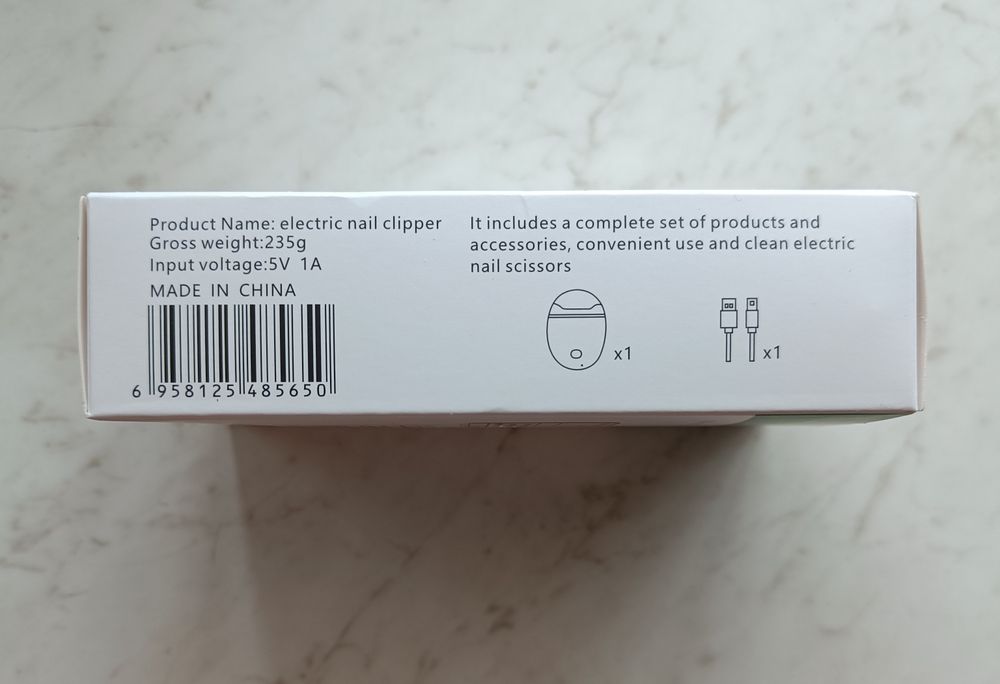 Product Name: electric nail clipper
Gross weight:235g
Input voltage:5V 1A
MADE IN CHINA
6 958125 485650
It includes a complete set of products and
accessories, convenient use and clean electric
nail scissors
x1
x1